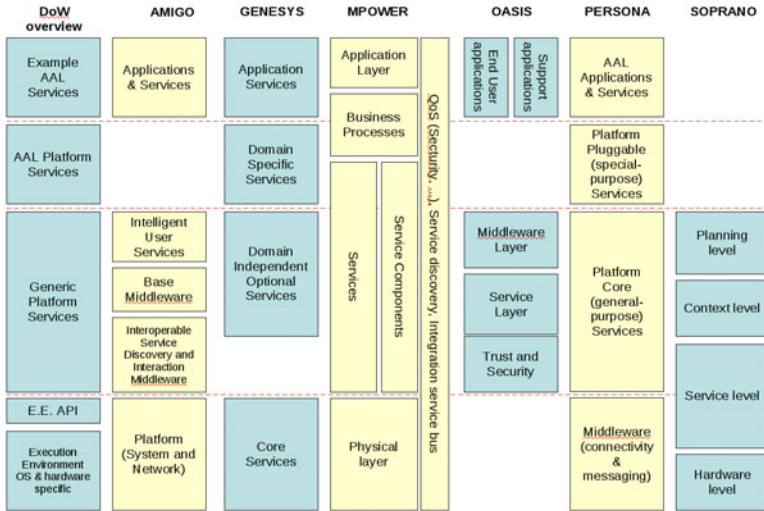 DoW
overview
AMIGO
GENESYS
MPOWER
OASIS
PERSONA
SOPRANO
Example
AAL
Services
AAL Platform
Services
Generic
Platform
Services
E.E. API
Execution
Environment
OS & hardware
specific
Applications
& Services
Intelligent
User
Services
Base
Middleware
Interoperable
Service
Discovery and
Interaction
Middleware
Platform
(System and
Network)
Application
Services
Domain
Specific
Services
Domain
Independent
Optional
Services
Core
Services
Application
Layer
Business
Processes
Services
Service Components
Physical
layer
QoS (Secturity, ...), Service discovery, Integration service bus
End User
applications
Support
applications
Middleware
Layer
Service
Layer
Trust and
Security
AAL
Applications
& Services
Platform
Pluggable
(special-
purpose)
Services
Platform
Core
(general-
purpose)
Services
Middleware
(connectivity
&
messaging)
Planning
level
Context level
Service level
Hardware
level